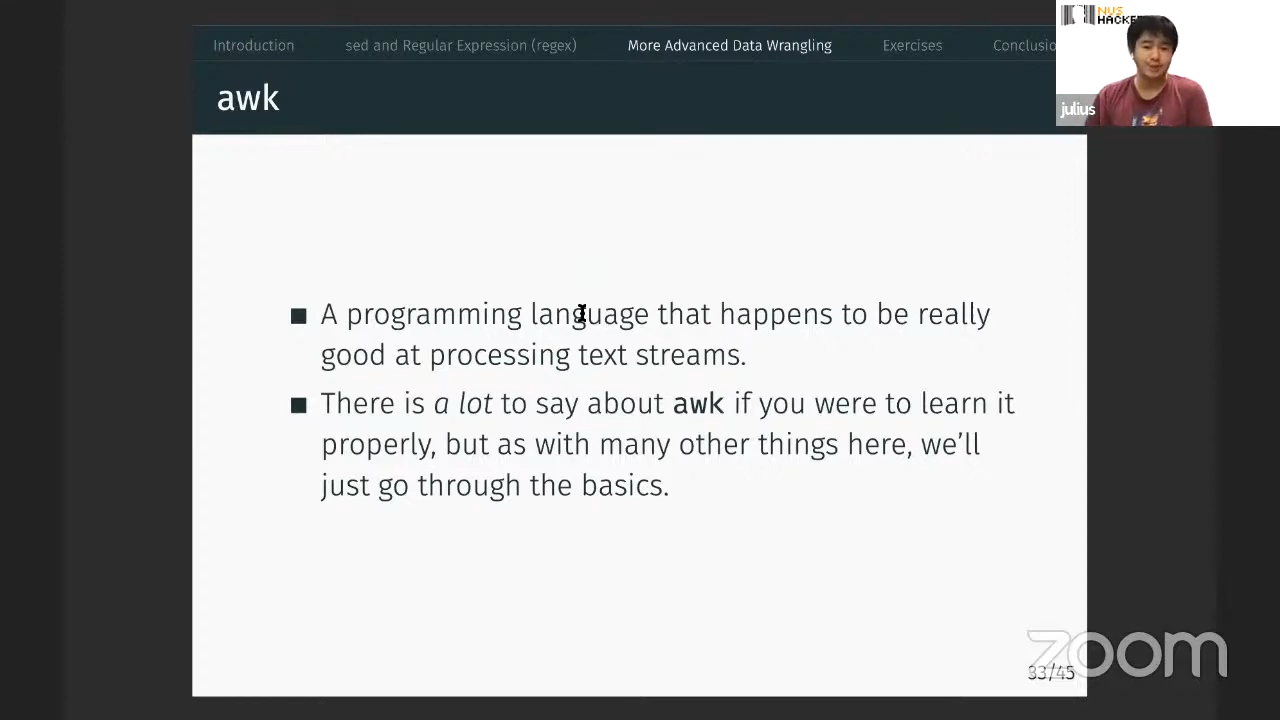 Introduction
sed and Regular Expression (regex)
More Advanced Data Wrangling
Exercises
Conclusio
NUS
HACKE
julius
awk
A programming language that happens to be really
good at processing text streams.
There is a lot to say about awk if you were to learn it
properly, but as with many other things here, we'll
just go through the basics.
33/45
zoom